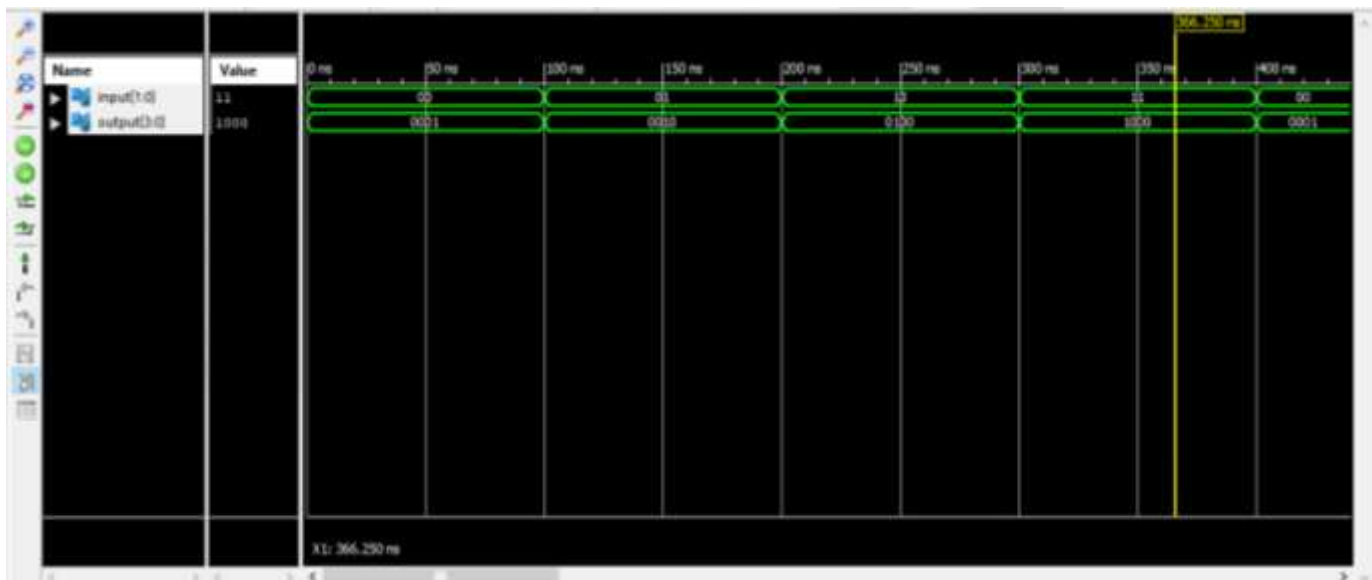 366.250 ns
Name Value
0 ns 50 ns 100 ns 150 ns 200 ns 250 ns 300 ns 350 ns 400 ns
input[1:0] 11 00 01 10 11 00
output[3:0] 1000 0001 0010 0100 1000 0001
X1: 366.250 ns